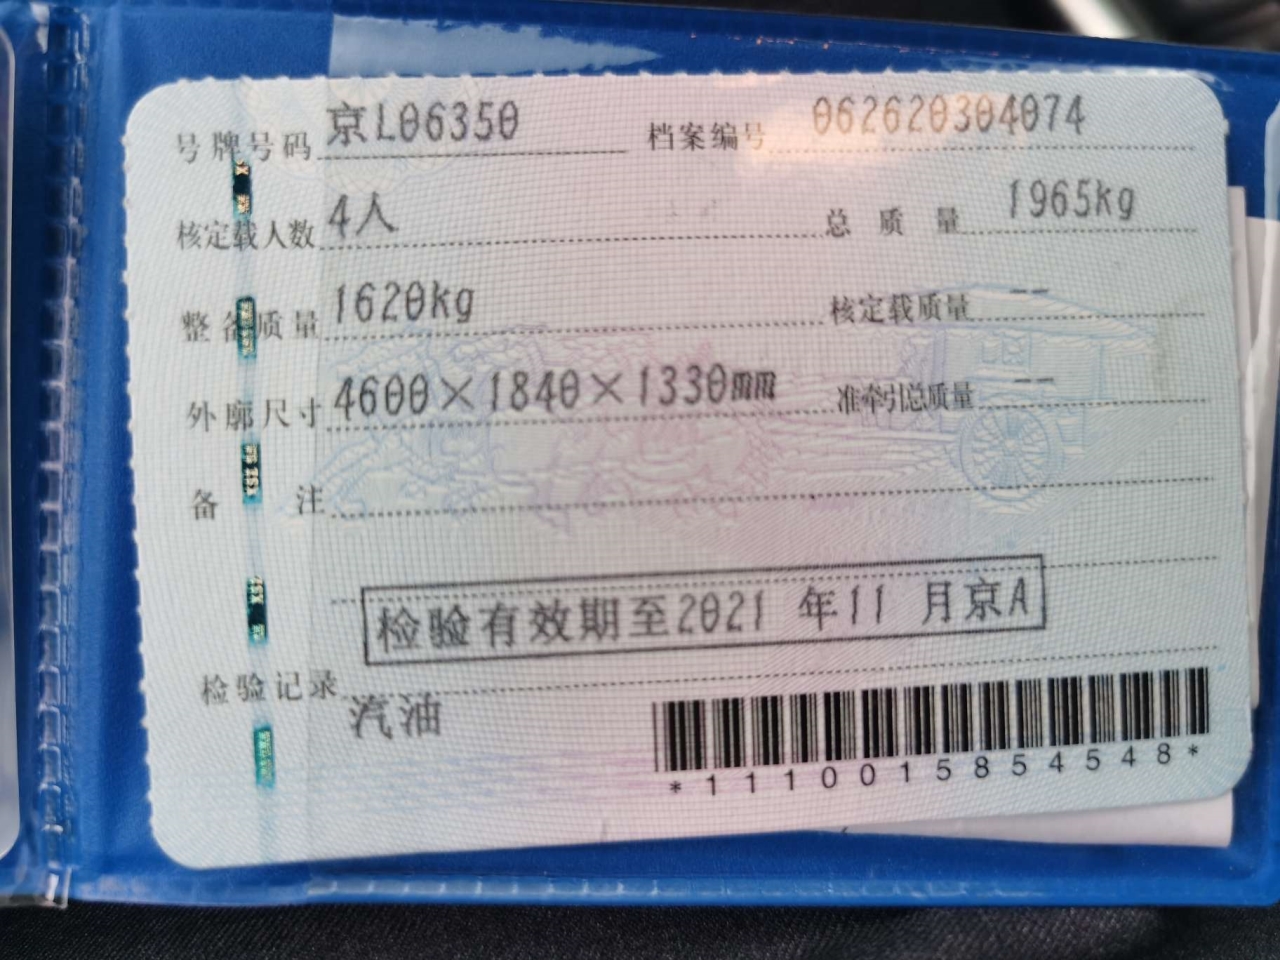 号牌号码 京L06350 档案编号 062620304074
核定载人数 4人 总质量 1965kg
整备质量 1620kg 核定载质量 --
外廓尺寸 4600×1840×1330mm 准牵引总质量 --
备注
检验有效期至2021 年11 月京A
检验记录
汽油
*1110015854548*